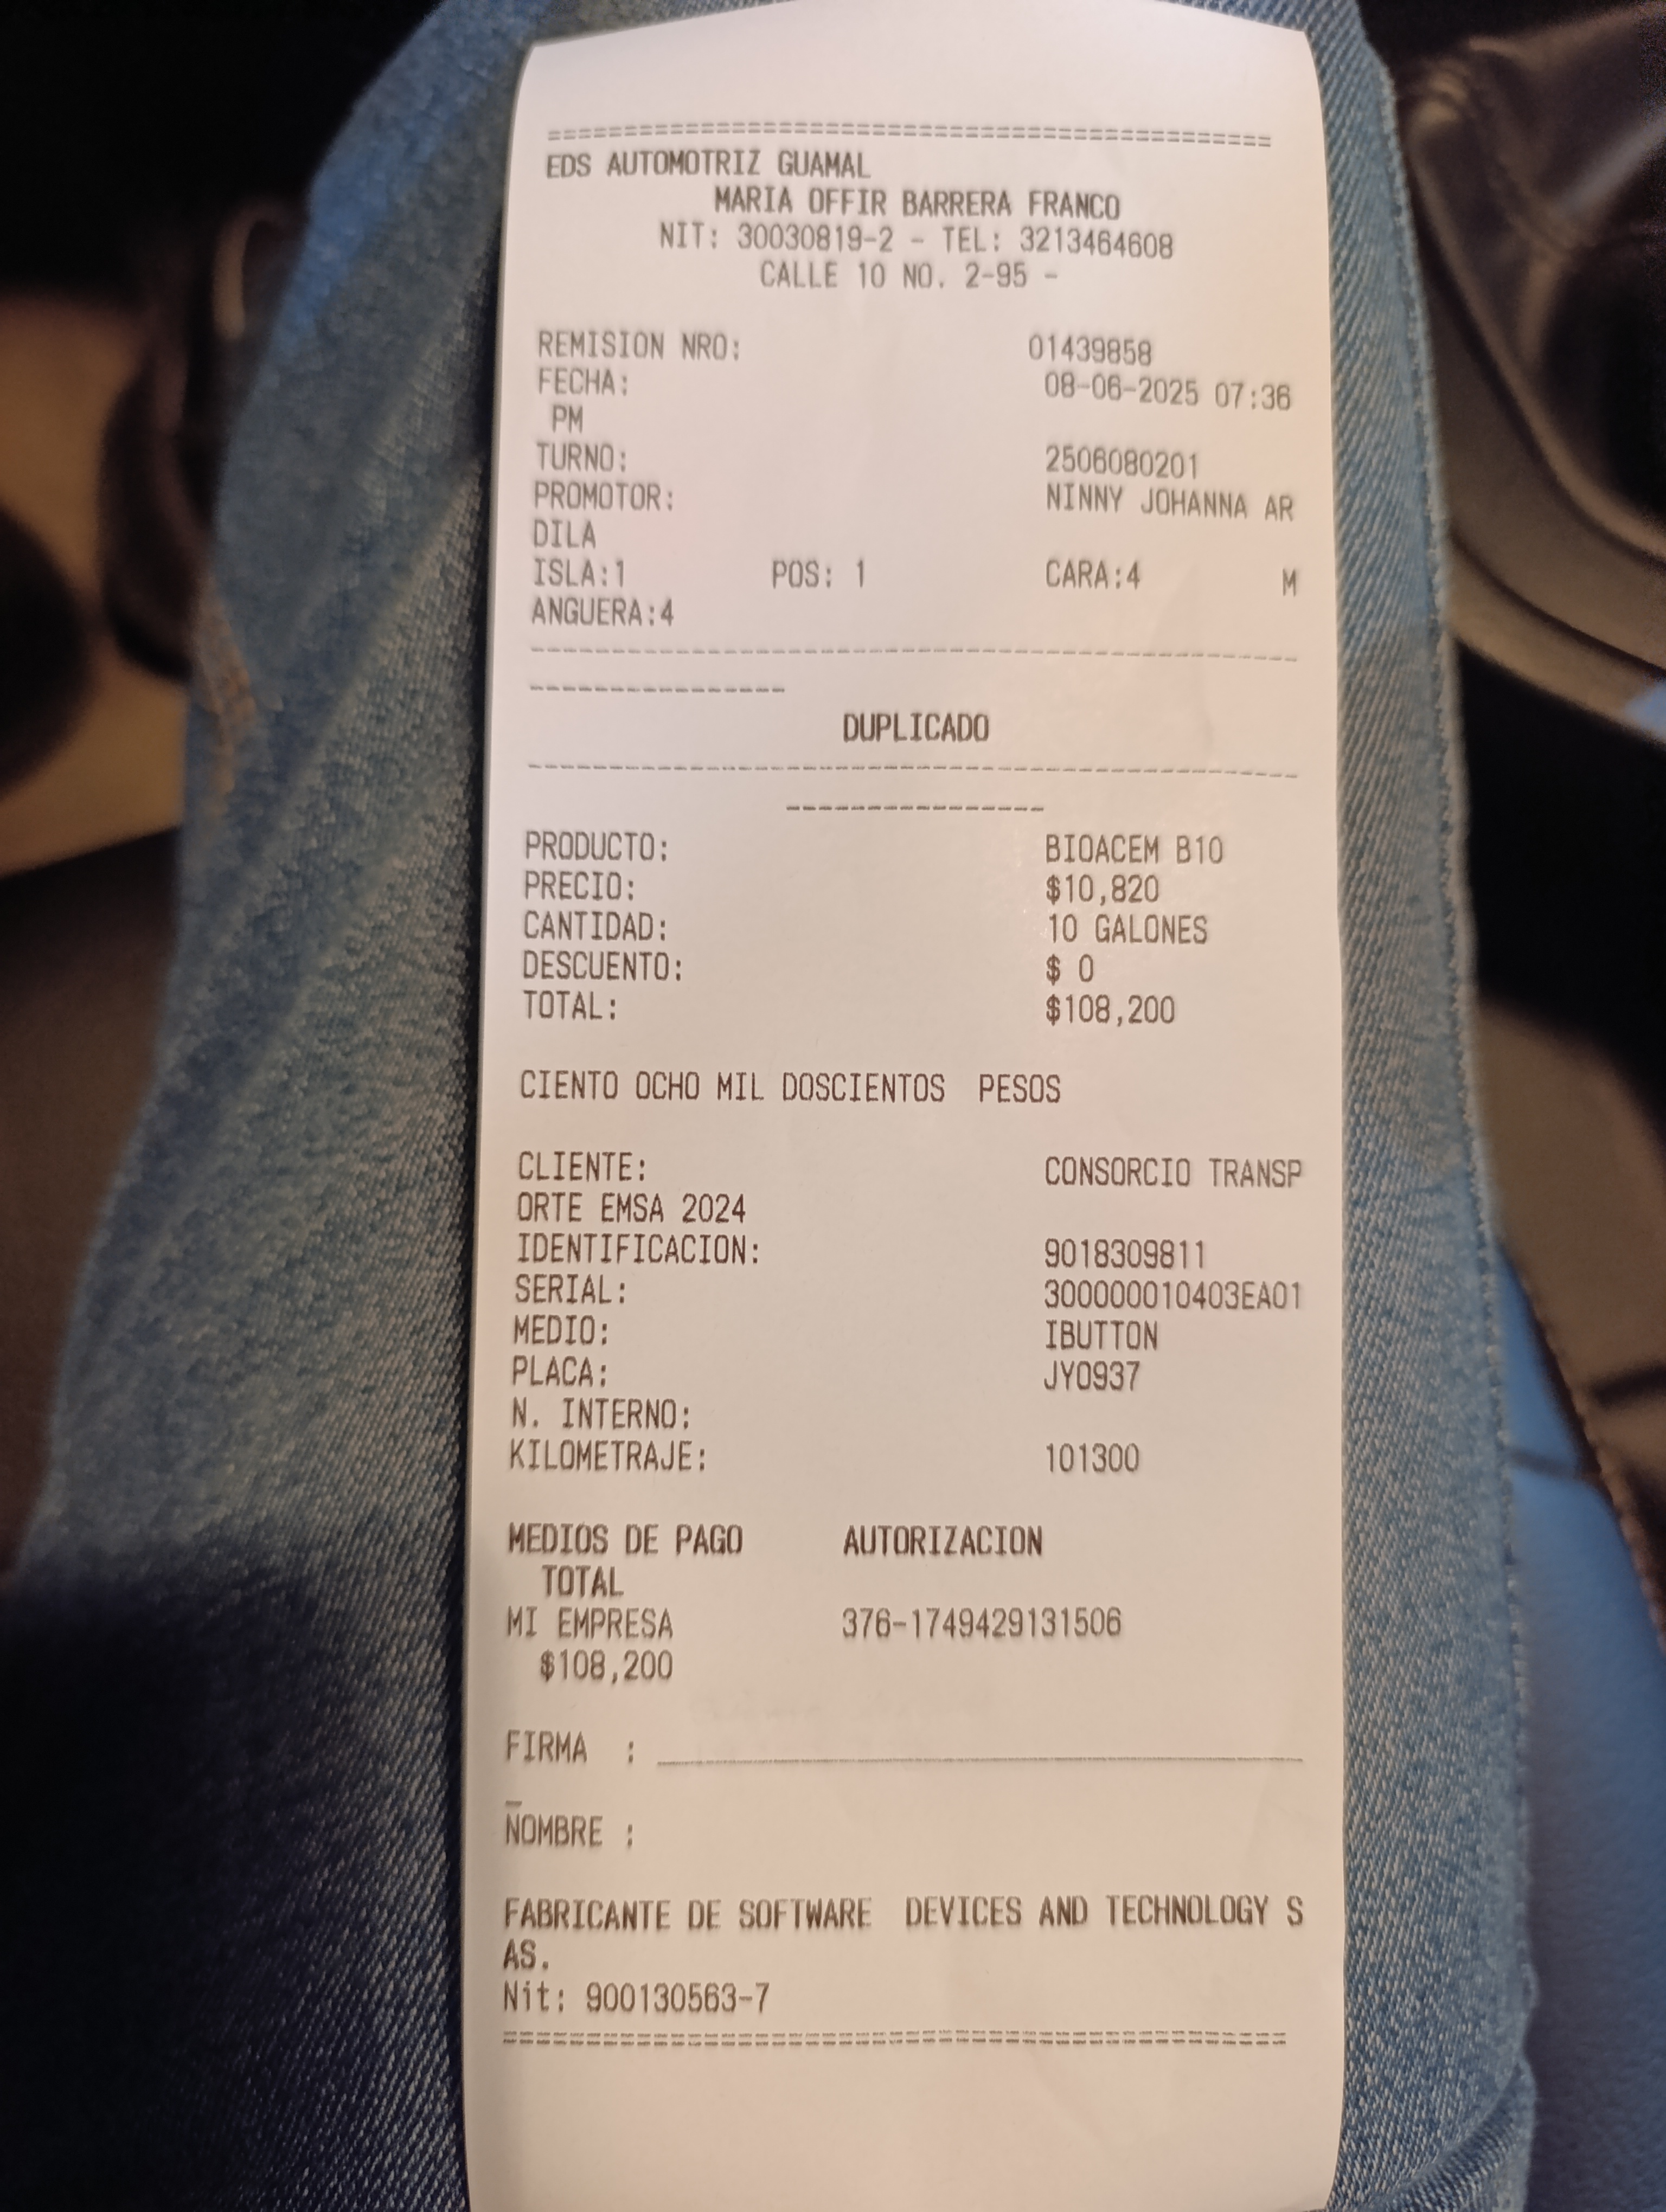 ================================================
EDS AUTOMOTRIZ GUAMAL
MARIA OFFIR BARRERA FRANCO
NIT: 30030819-2 - TEL: 3213464608
CALLE 10 NO. 2-95 -
REMISION NRO: 01439858
FECHA: 08-06-2025 07:36
PM
TURNO: 2506080201
PROMOTOR: NINNY JOHANNA AR
DILA
ISLA:1 POS: 1 CARA:4 M
ANGUERA:4
------------------------------------------------
----------------
DUPLICADO
------------------------------------------------
----------------
PRODUCTO: BIOACEM B10
PRECIO: $10,820
CANTIDAD: 10 GALONES
DESCUENTO: $ 0
TOTAL: $108,200
CIENTO OCHO MIL DOSCIENTOS PESOS
CLIENTE: CONSORCIO TRANSP
ORTE EMSA 2024
IDENTIFICACION: 9018309811
SERIAL: 300000010403EA01
MEDIO: IBUTTON
PLACA: JYO937
N. INTERNO:
KILOMETRAJE: 101300
MEDIOS DE PAGO AUTORIZACION
TOTAL
MI EMPRESA 376-1749429131506
$108,200
FIRMA : ________________________________________
_
NOMBRE :
FABRICANTE DE SOFTWARE DEVICES AND TECHNOLOGY S
AS.
Nit: 900130563-7
================================================